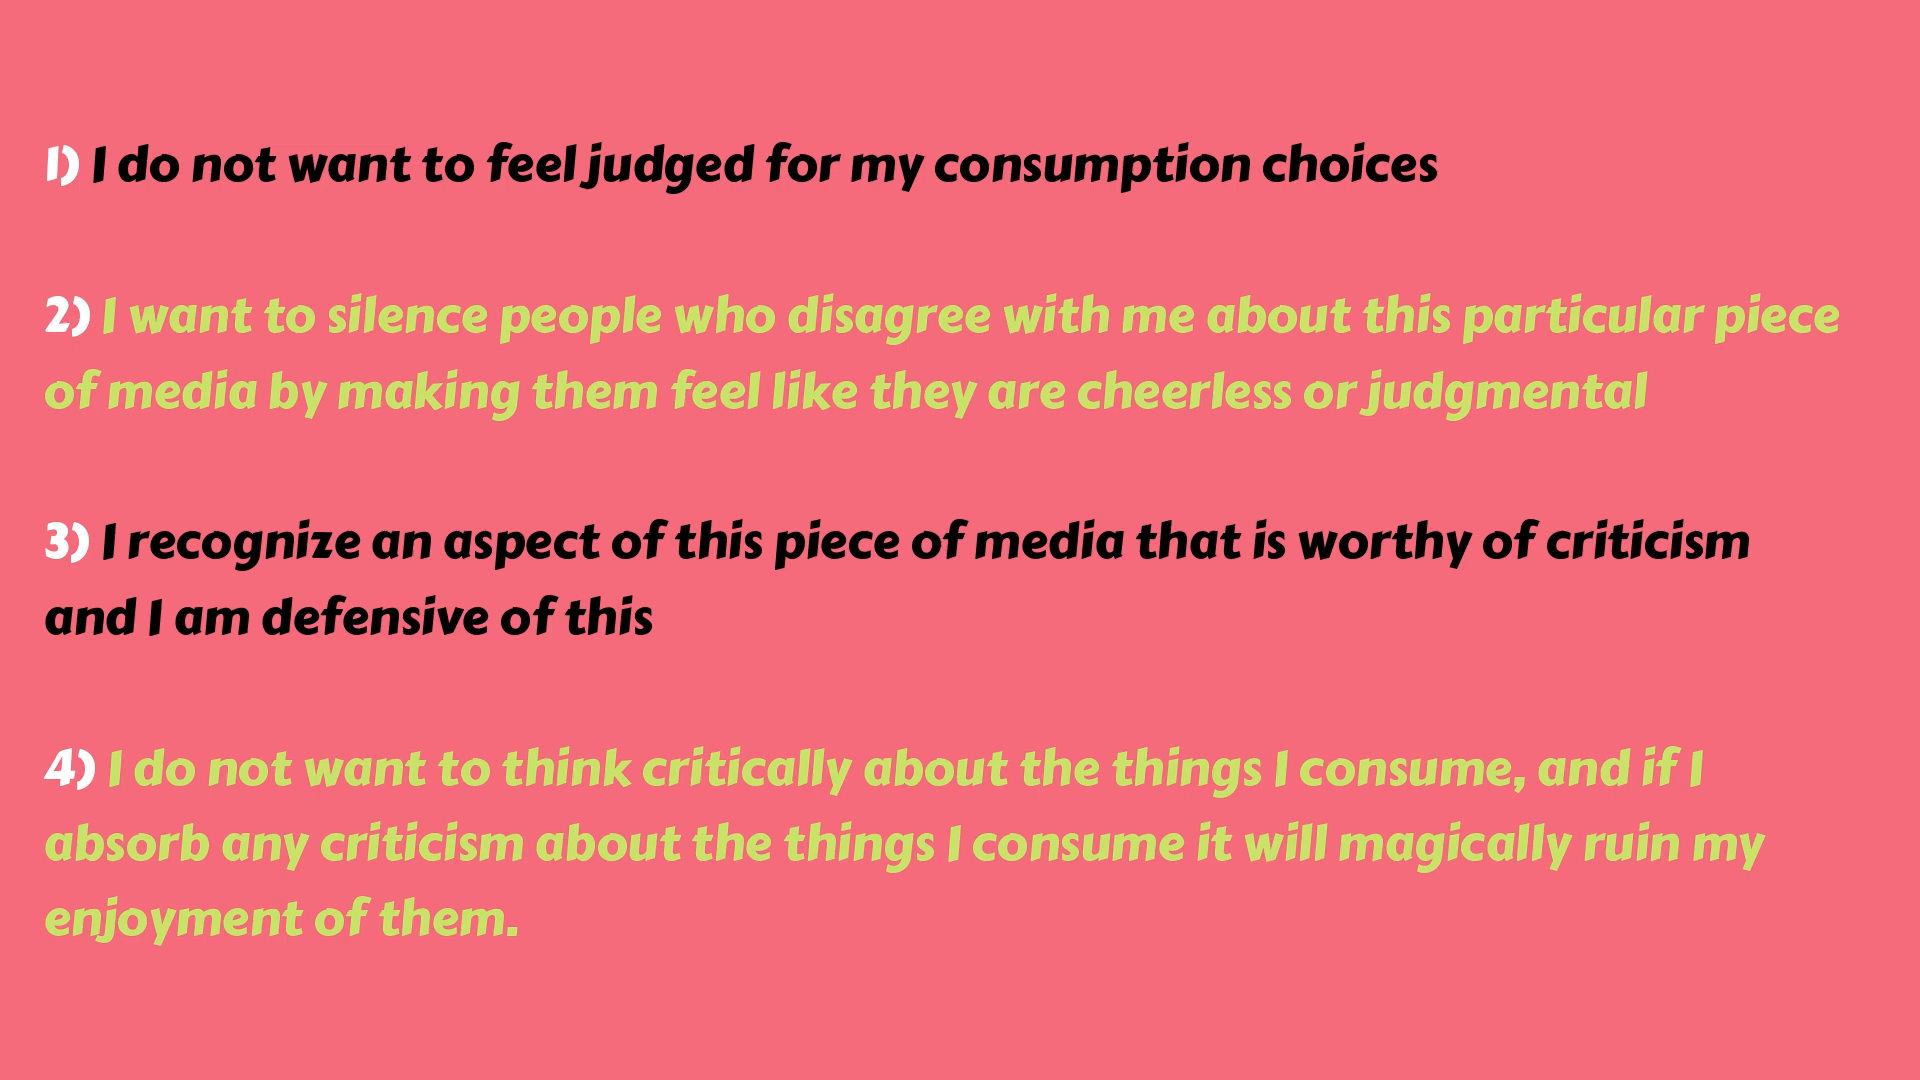 1) I do not want to feel judged for my consumption choices
2) I want to silence people who disagree with me about this particular piece
of media by making them feel like they are cheerless or judgmental
3) I recognize an aspect of this piece of media that is worthy of criticism
and I am defensive of this
4) I do not want to think critically about the things I consume, and if I
absorb any criticism about the things I consume it will magically ruin my
enjoyment of them.